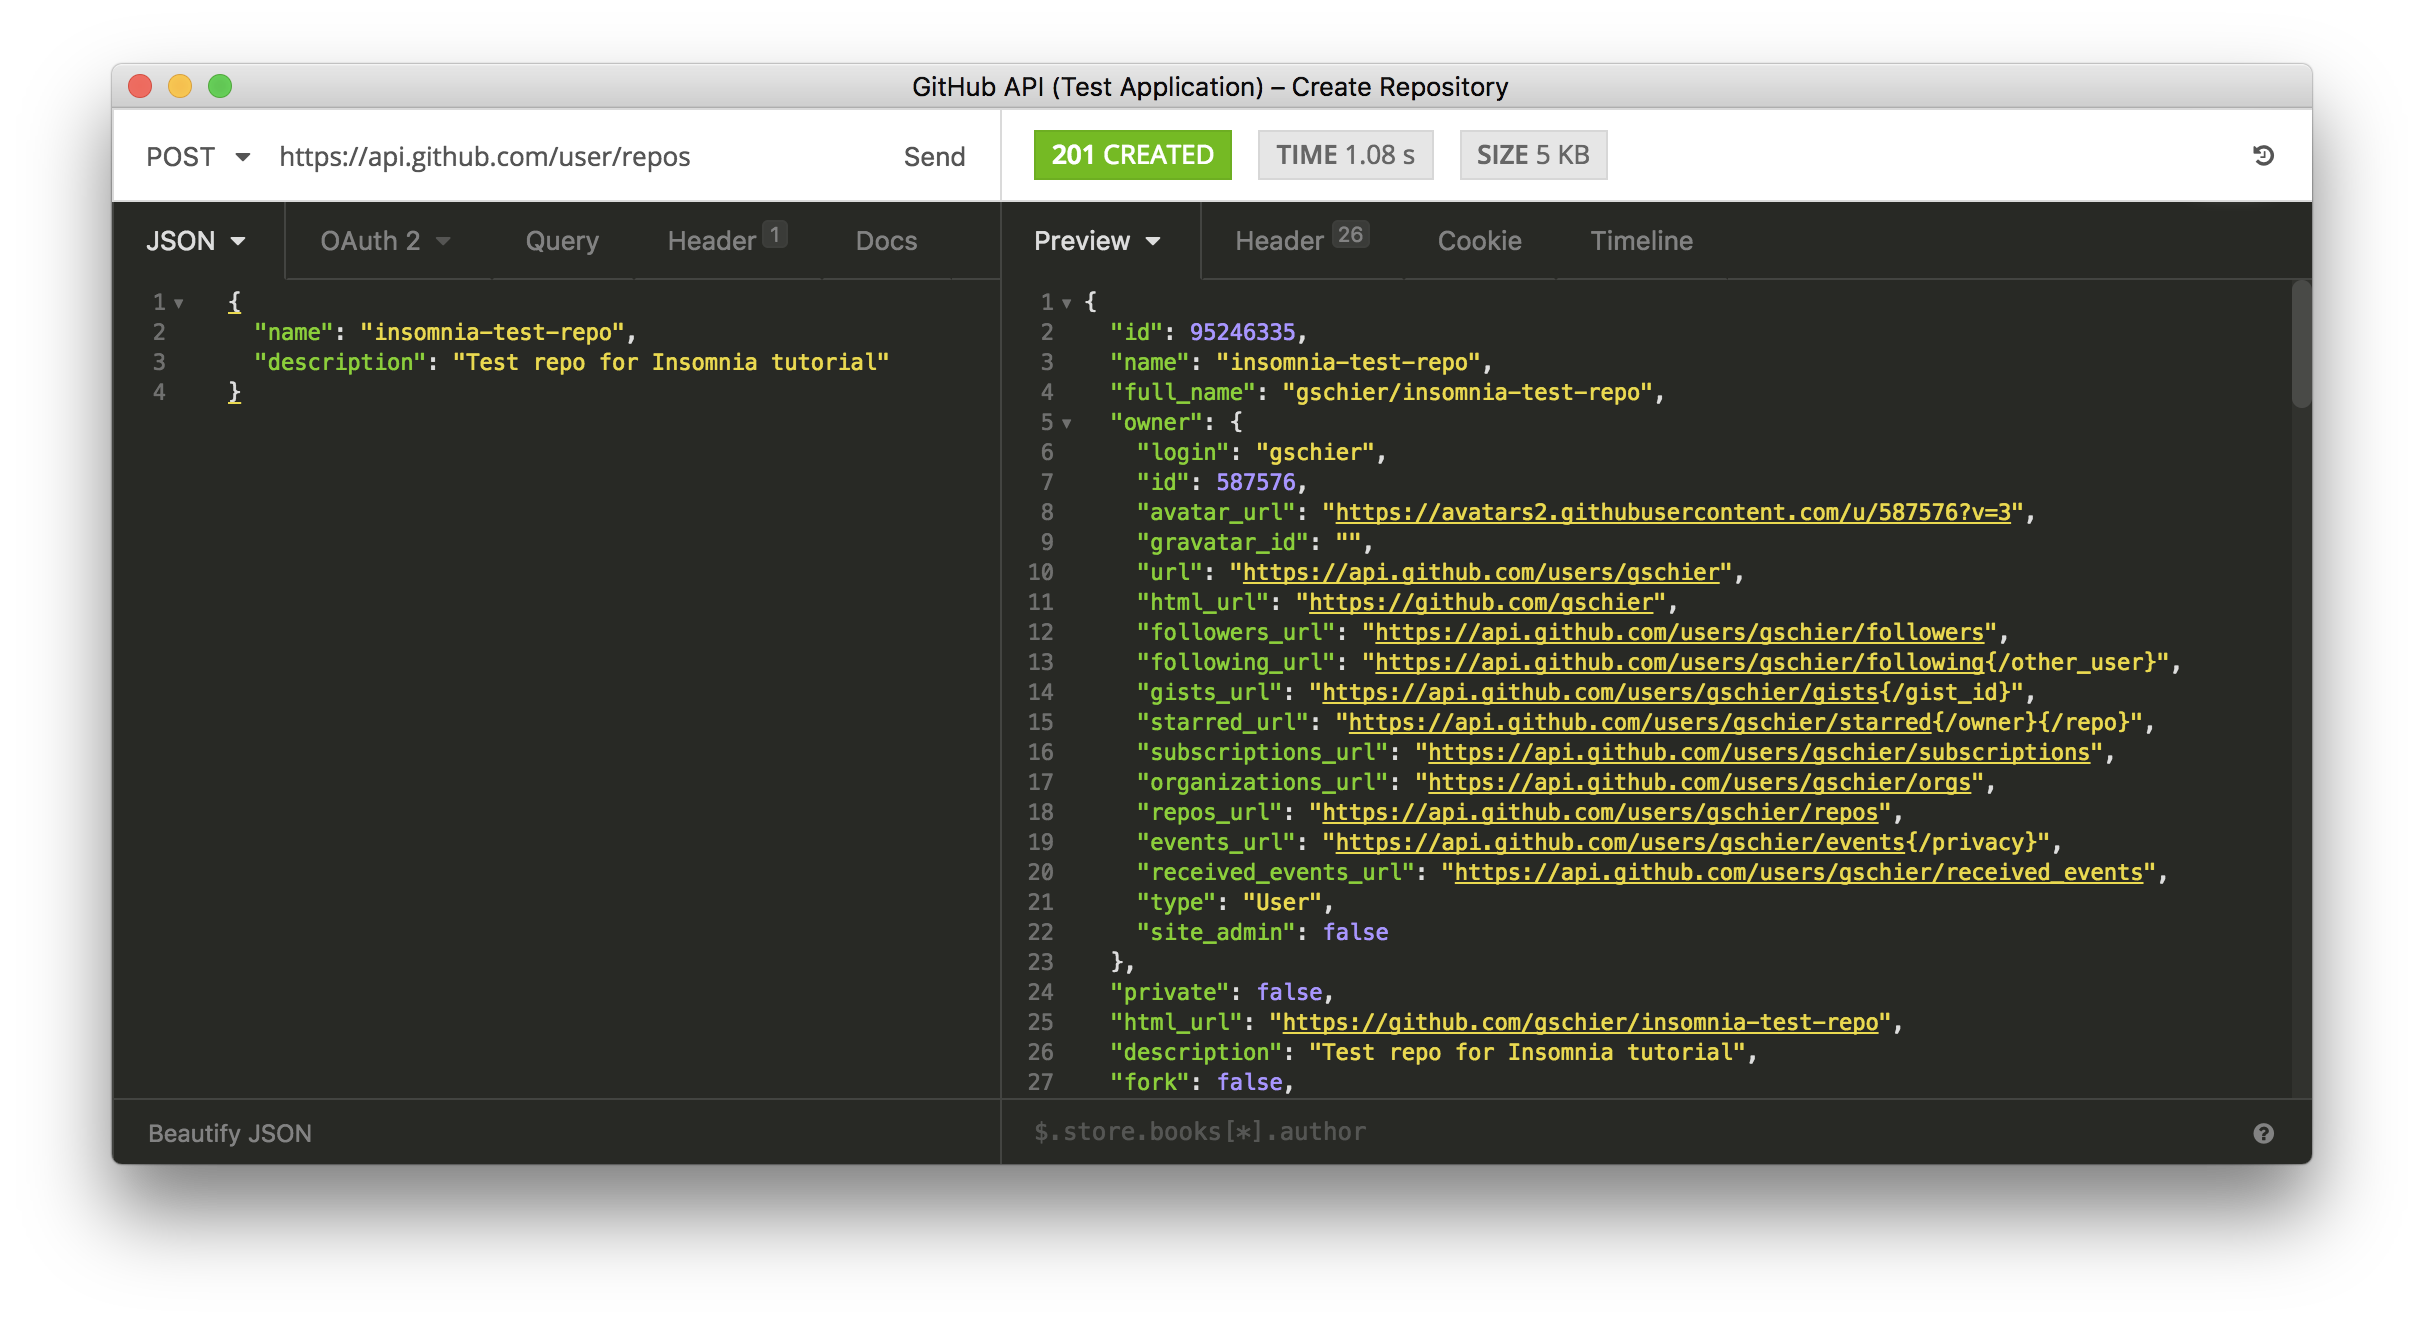 GitHub API (Test Application) – Create Repository
POST https://api.github.com/user/repos Send
201 CREATED TIME 1.08 s SIZE 5 KB
JSON OAuth 2 Query Header 1 Docs
Preview Header 26 Cookie Timeline
1 {
2 "name": "insomnia-test-repo",
3 "description": "Test repo for Insomnia tutorial"
4 }
Beautify JSON
1 {
2 "id": 95246335,
3 "name": "insomnia-test-repo",
4 "full_name": "gschier/insomnia-test-repo",
5 "owner": {
6 "login": "gschier",
7 "id": 587576,
8 "avatar_url": "https://avatars2.githubusercontent.com/u/587576?v=3",
9 "gravatar_id": "",
10 "url": "https://api.github.com/users/gschier",
11 "html_url": "https://github.com/gschier",
12 "followers_url": "https://api.github.com/users/gschier/followers",
13 "following_url": "https://api.github.com/users/gschier/following{/other_user}",
14 "gists_url": "https://api.github.com/users/gschier/gists{/gist_id}",
15 "starred_url": "https://api.github.com/users/gschier/starred{/owner}{/repo}",
16 "subscriptions_url": "https://api.github.com/users/gschier/subscriptions",
17 "organizations_url": "https://api.github.com/users/gschier/orgs",
18 "repos_url": "https://api.github.com/users/gschier/repos",
19 "events_url": "https://api.github.com/users/gschier/events{/privacy}",
20 "received_events_url": "https://api.github.com/users/gschier/received_events",
21 "type": "User",
22 "site_admin": false
23 },
24 "private": false,
25 "html_url": "https://github.com/gschier/insomnia-test-repo",
26 "description": "Test repo for Insomnia tutorial",
27 "fork": false,
$.store.books[*].author